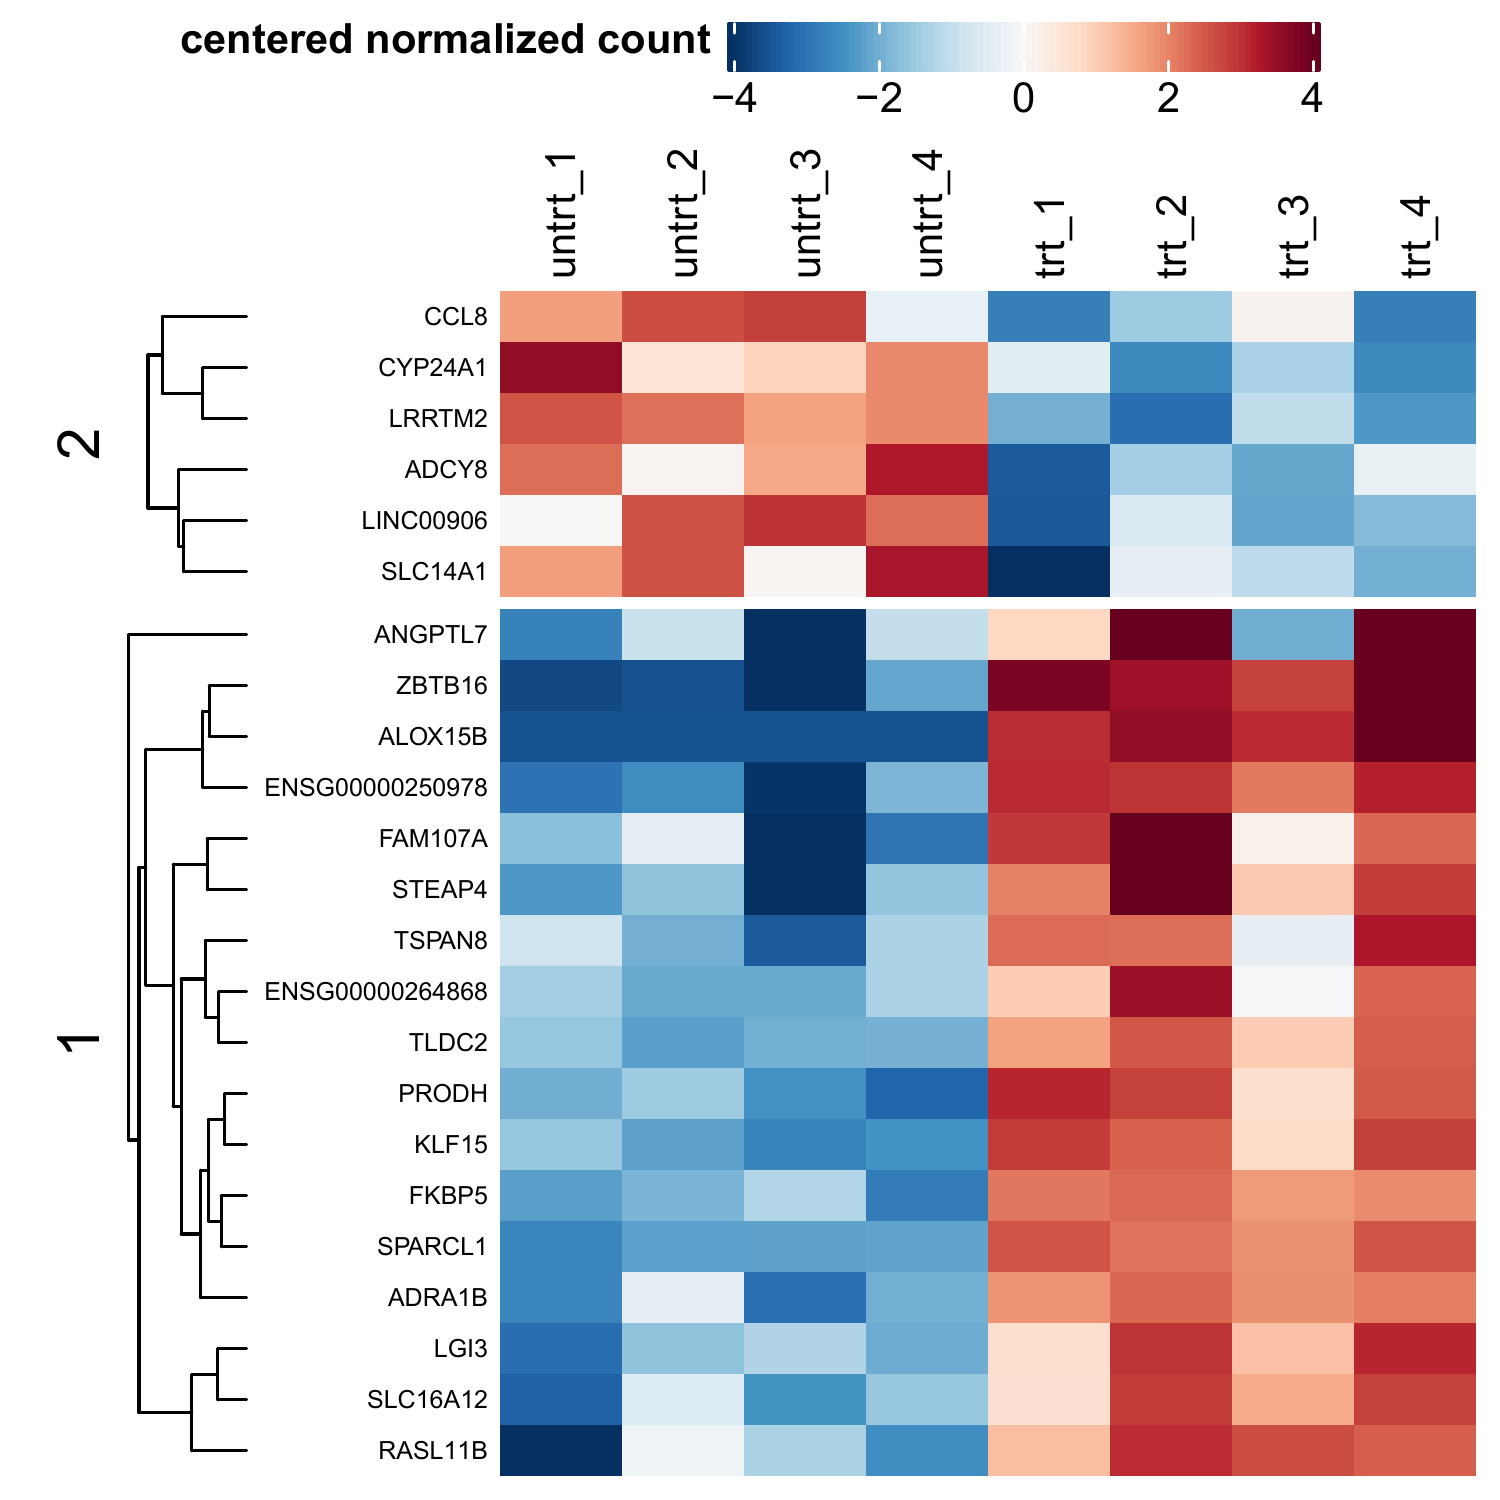 centered normalized count
−4 −2 0 2 4
untrt_1 untrt_2 untrt_3 untrt_4 trt_1 trt_2 trt_3 trt_4
2
CCL8
CYP24A1
LRRTM2
ADCY8
LINC00906
SLC14A1
1
ANGPTL7
ZBTB16
ALOX15B
ENSG00000250978
FAM107A
STEAP4
TSPAN8
ENSG00000264868
TLDC2
PRODH
KLF15
FKBP5
SPARCL1
ADRA1B
LGI3
SLC16A12
RASL11B